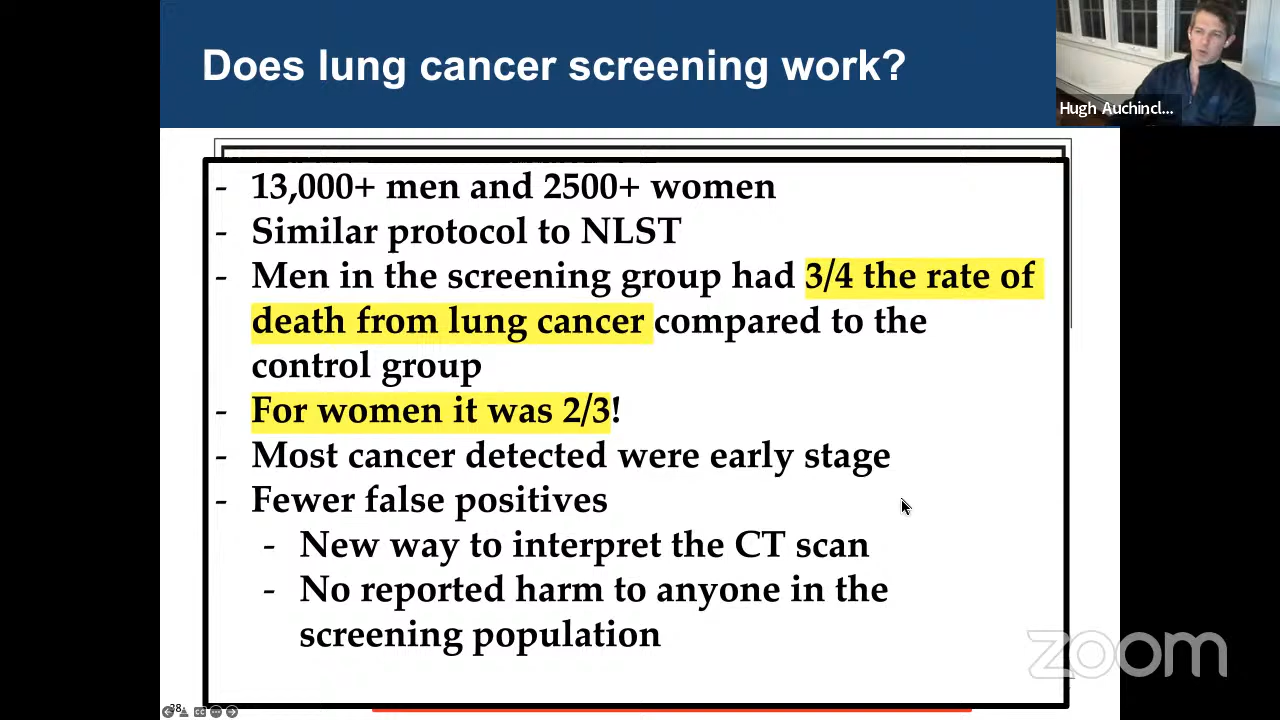 Does lung cancer screening work?
Hugh Auchincl...
- 13,000+ men and 2500+ women
- Similar protocol to NLST
- Men in the screening group had 3/4 the rate of
death from lung cancer compared to the
control group
- For women it was 2/3!
- Most cancer detected were early stage
- Fewer false positives
- New way to interpret the CT scan
- No reported harm to anyone in the
screening population
zoom
38